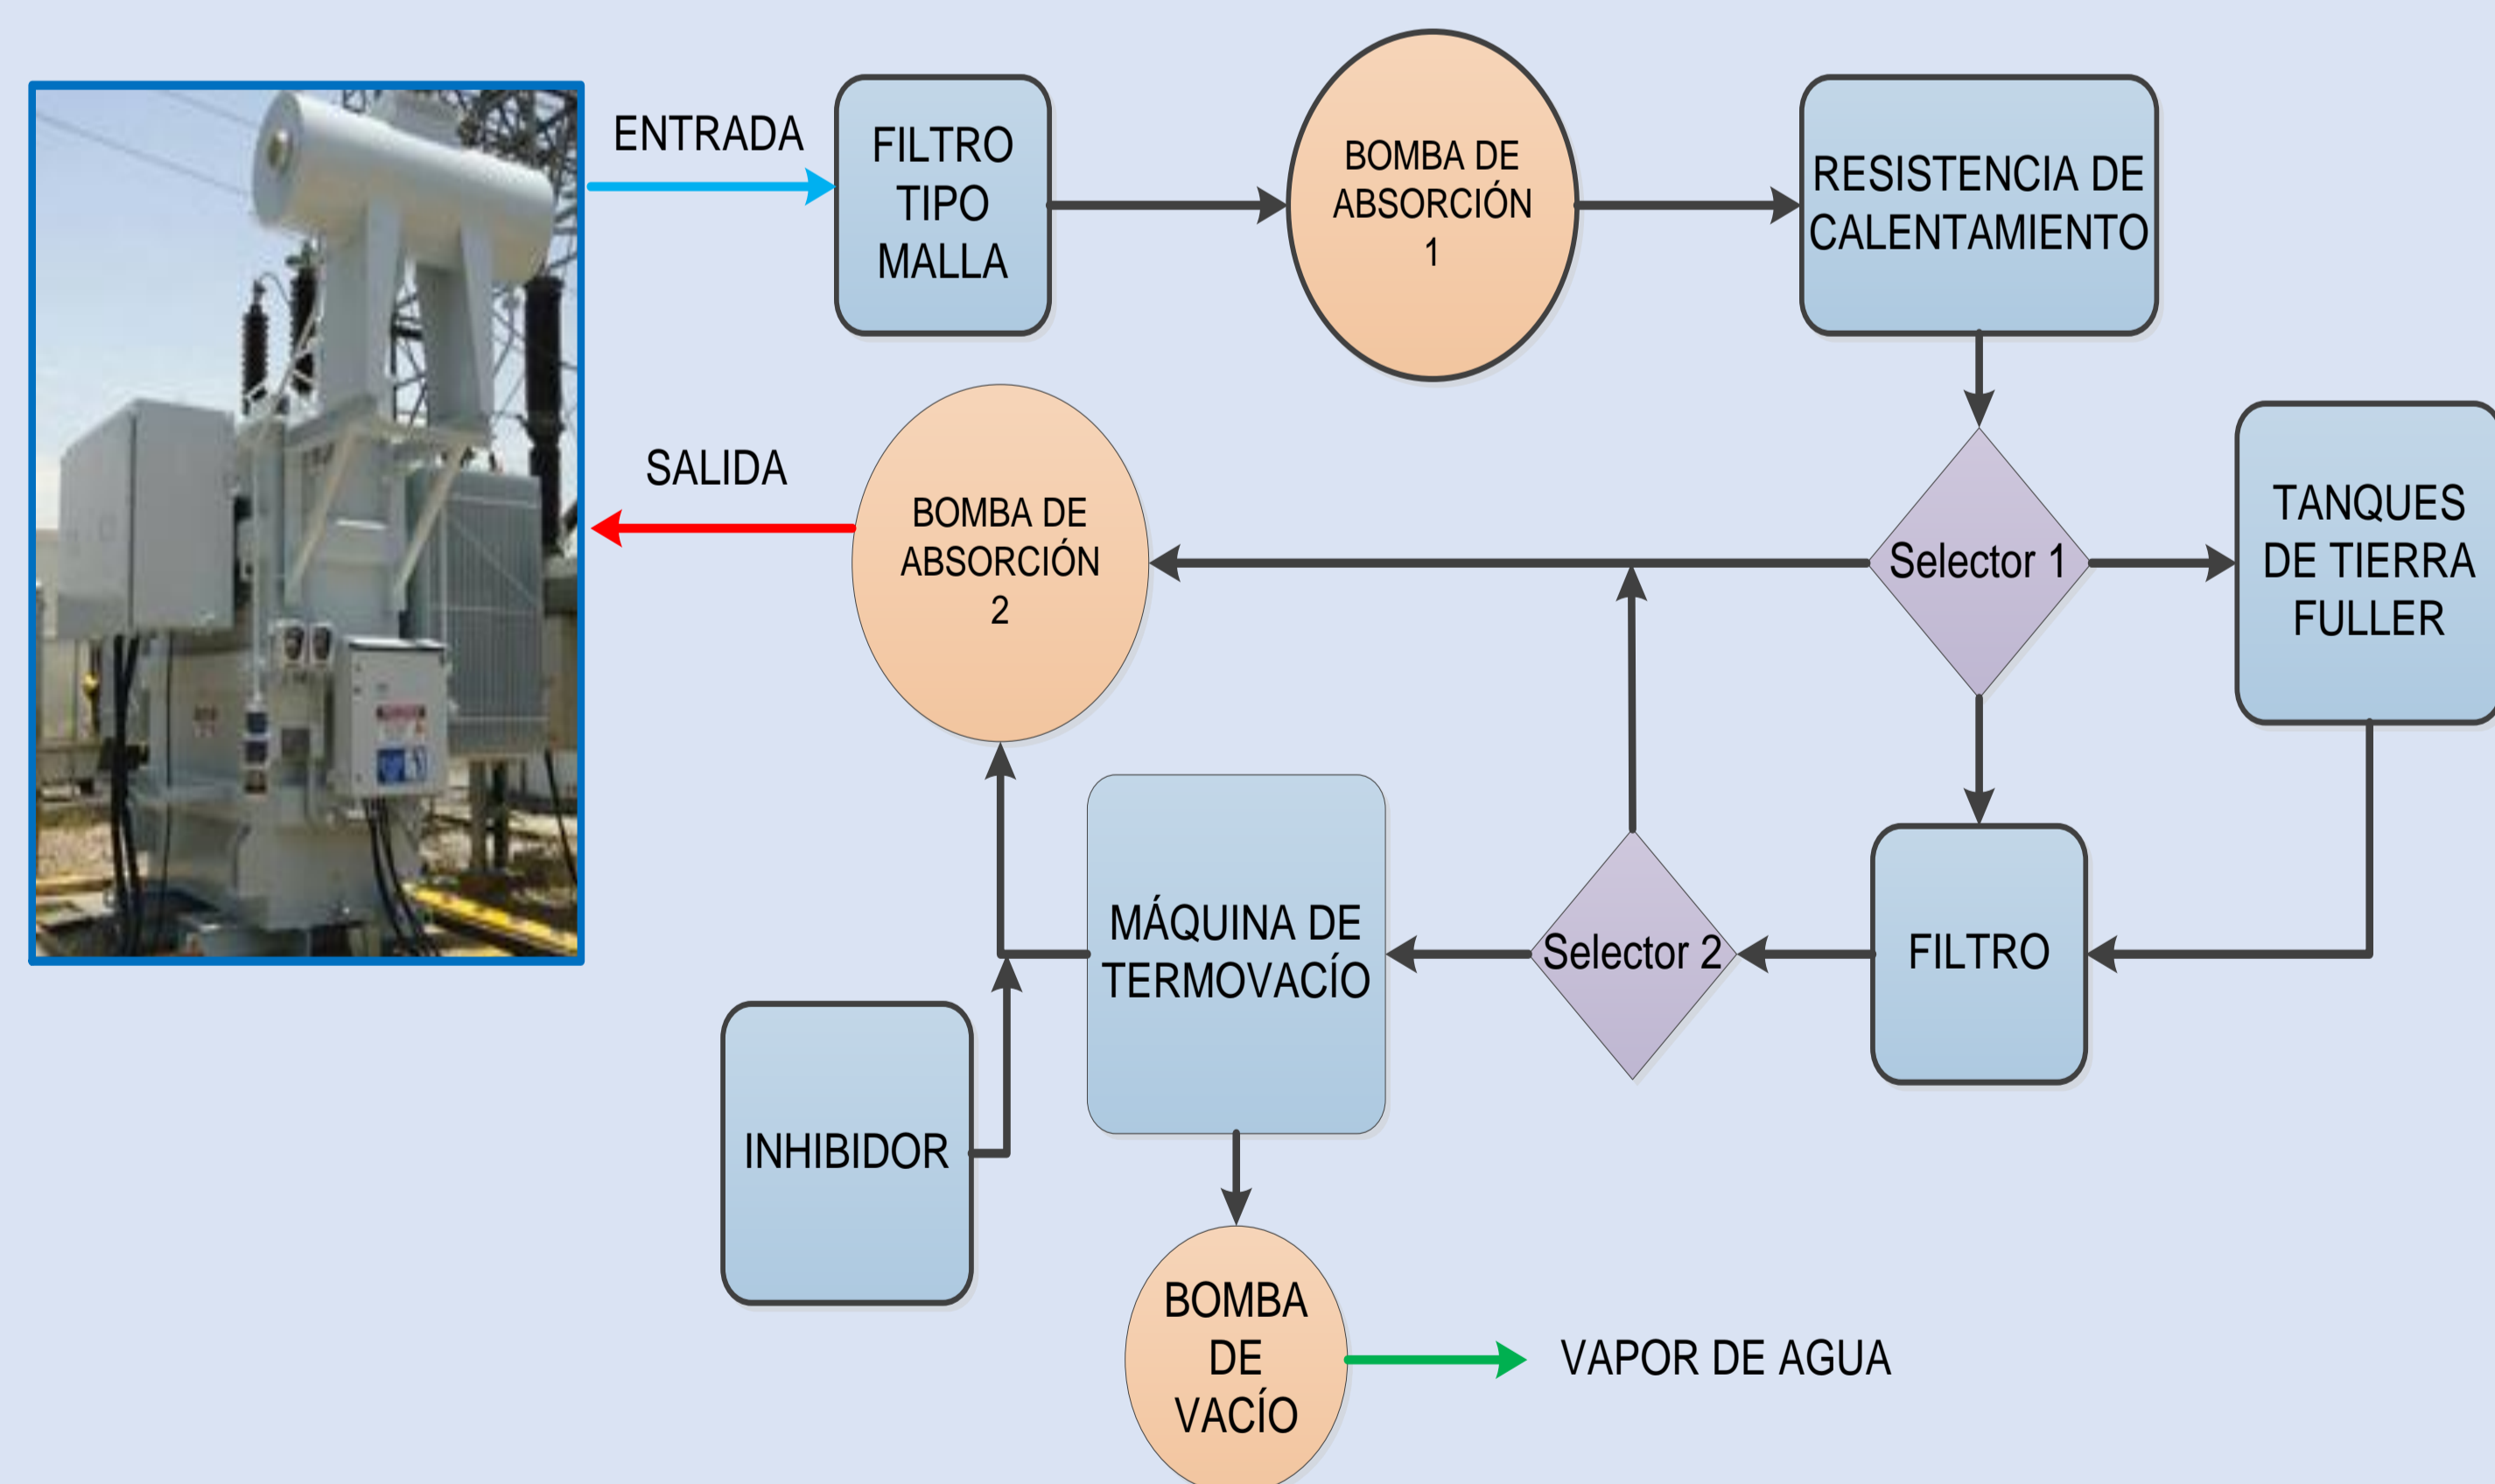 ENTRADA
FILTRO
TIPO
MALLA
BOMBA DE
ABSORCIÓN
1
RESISTENCIA DE
CALENTAMIENTO
SALIDA
BOMBA DE
ABSORCIÓN
2
Selector 1
TANQUES
DE TIERRA
FULLER
MÁQUINA DE
TERMOVACÍO
Selector 2
FILTRO
INHIBIDOR
BOMBA
DE
VACÍO
VAPOR DE AGUA